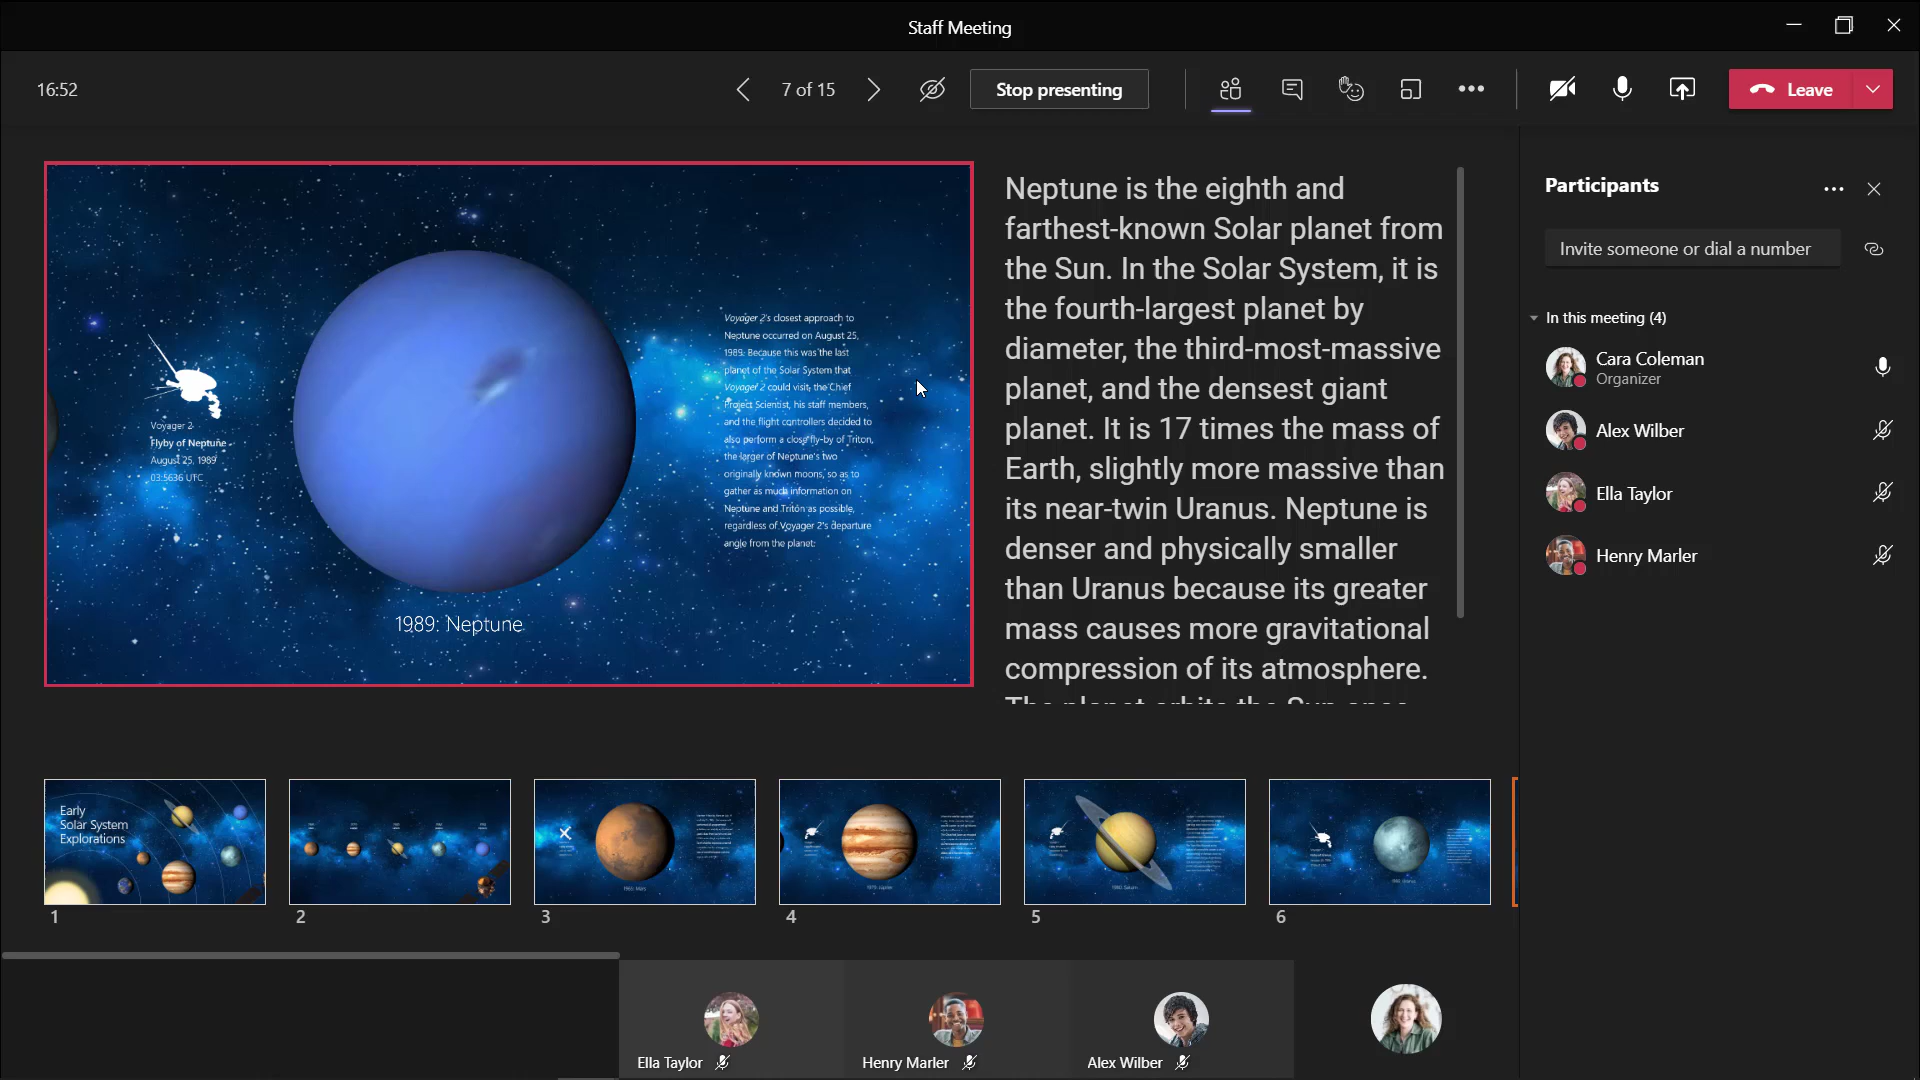 Staff Meeting
16:52
7 of 15
Stop presenting
Leave
Voyager 2
Flyby of Neptune
August 25, 1989
03:5636 UTC
Voyager 2's closest approach to
Neptune occurred on August 25,
1989. Because this was the last
planet of the Solar System that
Voyager 2 could visit, the Chief
Project Scientist, his staff members,
and the flight controllers decided to
also perform a close fly-by of Triton,
the larger of Neptune's two
originally known moons, so as to
gather as much information on
Neptune and Triton as possible,
regardless of Voyager 2's departure
angle from the planet.
1989: Neptune
Neptune is the eighth and
farthest-known Solar planet from
the Sun. In the Solar System, it is
the fourth-largest planet by
diameter, the third-most-massive
planet, and the densest giant
planet. It is 17 times the mass of
Earth, slightly more massive than
its near-twin Uranus. Neptune is
denser and physically smaller
than Uranus because its greater
mass causes more gravitational
compression of its atmosphere.
The planet orbits the Sun once
Participants
Invite someone or dial a number
In this meeting (4)
Cara Coleman
Organizer
Alex Wilber
Ella Taylor
Henry Marler
Early
Solar System
Explorations
1
2
3
4
5
6
Ella Taylor
Henry Marler
Alex Wilber